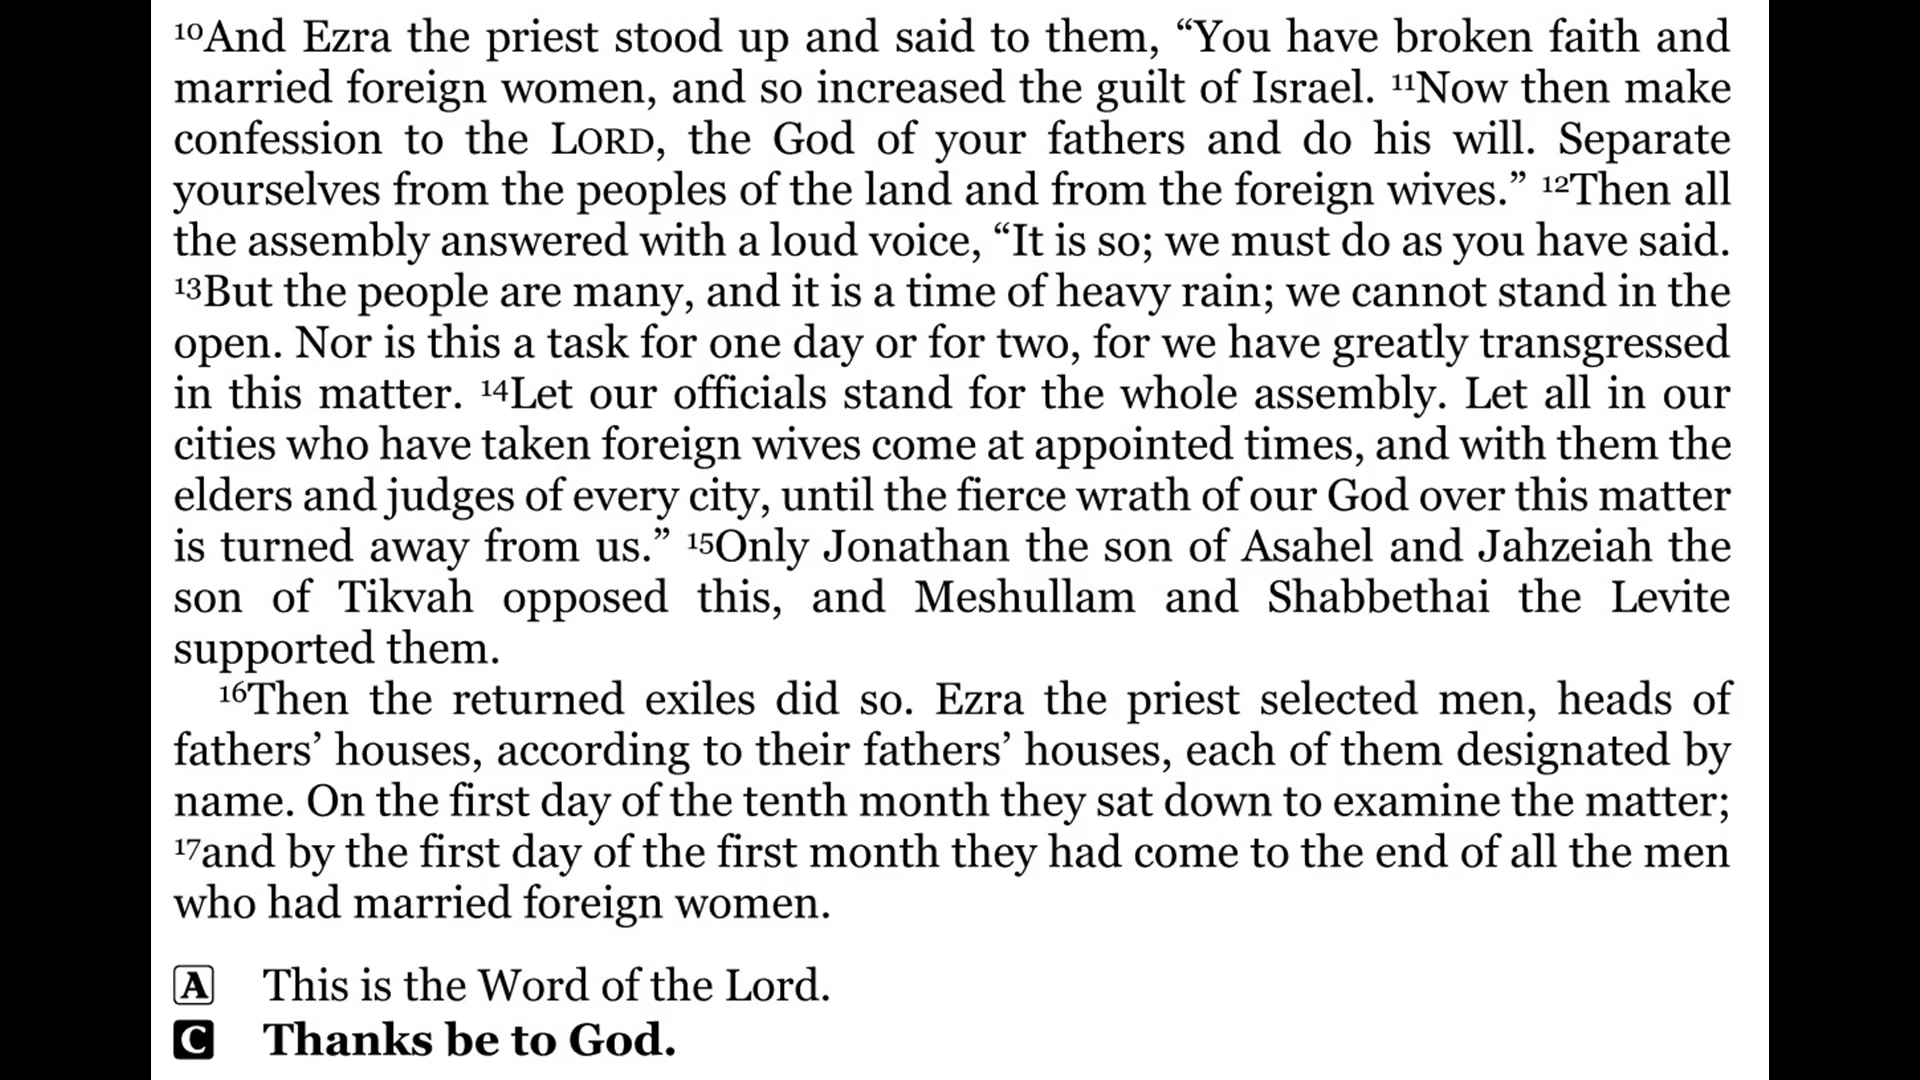 ¹⁰And Ezra the priest stood up and said to them, “You have broken faith and
married foreign women, and so increased the guilt of Israel. ¹¹Now then make
confession to the LORD, the God of your fathers and do his will. Separate
yourselves from the peoples of the land and from the foreign wives.” ¹²Then all
the assembly answered with a loud voice, “It is so; we must do as you have said.
¹³But the people are many, and it is a time of heavy rain; we cannot stand in the
open. Nor is this a task for one day or for two, for we have greatly transgressed
in this matter. ¹⁴Let our officials stand for the whole assembly. Let all in our
cities who have taken foreign wives come at appointed times, and with them the
elders and judges of every city, until the fierce wrath of our God over this matter
is turned away from us.” ¹⁵Only Jonathan the son of Asahel and Jahzeiah the
son of Tikvah opposed this, and Meshullam and Shabbethai the Levite
supported them.
¹⁶Then the returned exiles did so. Ezra the priest selected men, heads of
fathers’ houses, according to their fathers’ houses, each of them designated by
name. On the first day of the tenth month they sat down to examine the matter;
¹⁷and by the first day of the first month they had come to the end of all the men
who had married foreign women.
A This is the Word of the Lord.
C Thanks be to God.